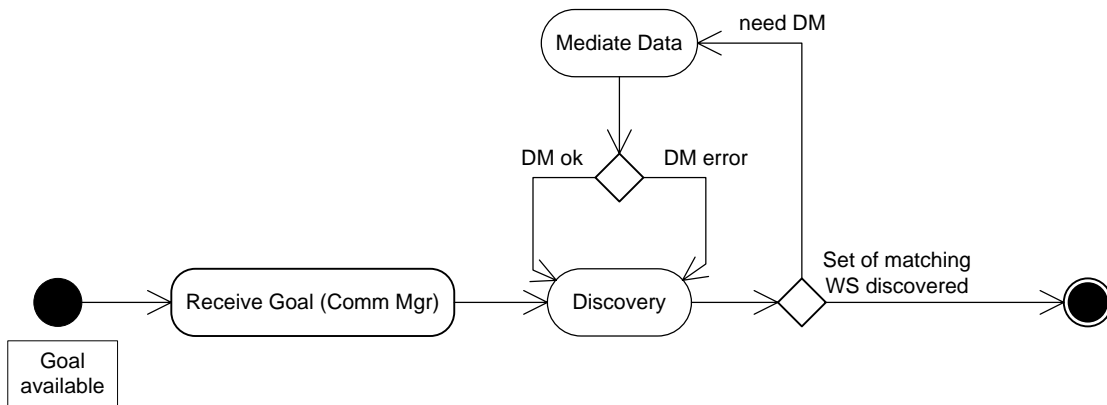 need DM
Mediate Data
DM ok
DM error
Set of matching
WS discovered
Receive Goal (Comm Mgr)
Discovery
Goal
available